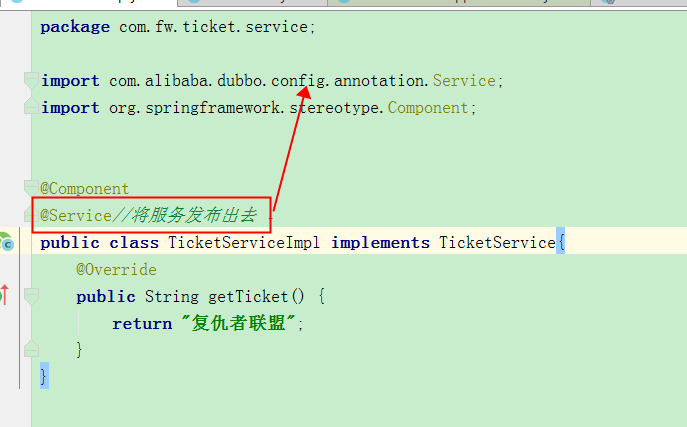 package com.fw.ticket.service;
import com.alibaba.dubbo.config.annotation.Service;
import org.springframework.stereotype.Component;
@Component
@Service//将服务发布出去
public class TicketServiceImpl implements TicketService{
@Override
public String getTicket() {
return "复仇者联盟";
}
}